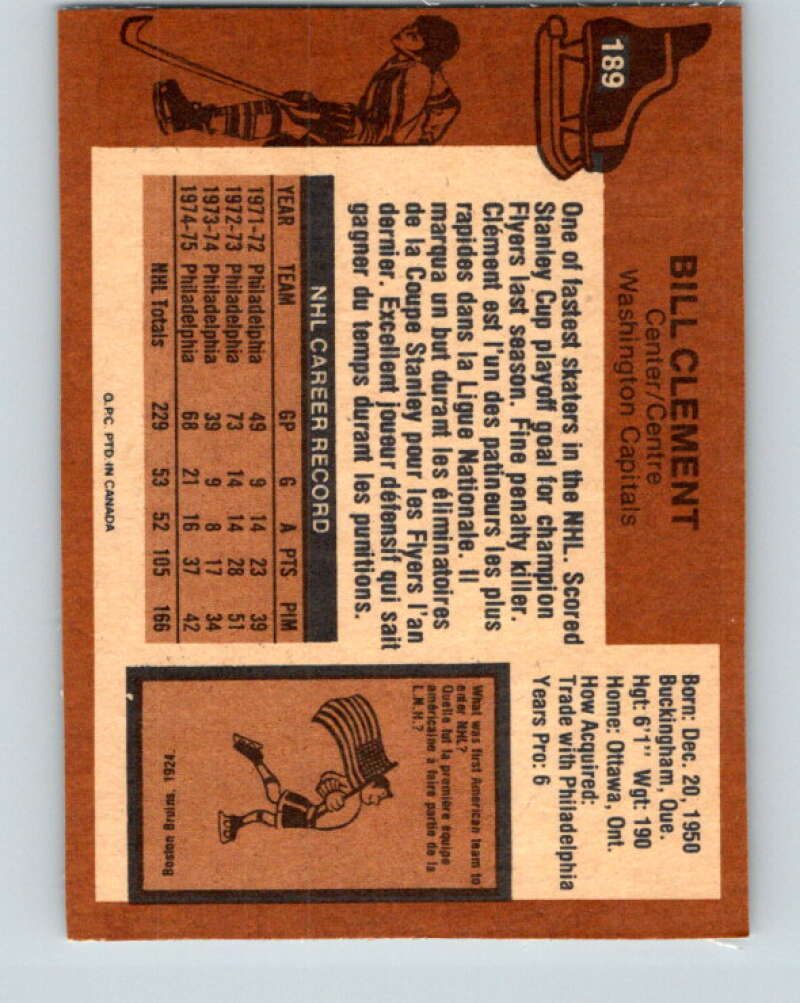 189
BILL CLEMENT
Center/Centre
Washington Capitals
Born: Dec. 20, 1950
Buckingham, Que.
Hgt: 6'1" Wgt: 190
Home: Ottawa, Ont.
How Acquired:
Trade with Philadelphia
Years Pro: 6
One of fastest skaters in the NHL. Scored
Stanley Cup playoff goal for champion
Flyers last season. Fine penalty killer.
Clément est l'un des patineurs les plus
rapides dans la Ligue Nationale. Il
marqua un but durant les éliminatoires
de la Coupe Stanley pour les Flyers l'an
dernier. Excellent joueur défensif qui sait
gagner du temps durant les punitions.
NHL CAREER RECORD
YEAR TEAM GP G A PTS PIM
1971-72 Philadelphia 49 9 14 23 39
1972-73 Philadelphia 73 14 14 28 51
1973-74 Philadelphia 39 9 8 17 34
1974-75 Philadelphia 68 21 16 37 42
NHL Totals 229 53 52 105 166
What was first American team to
enter NHL?
Quelle fut la première équipe
américaine à faire partie de la
L.N.H.?
Boston Bruins, 1924.
O.P.C. PTD. IN CANADA